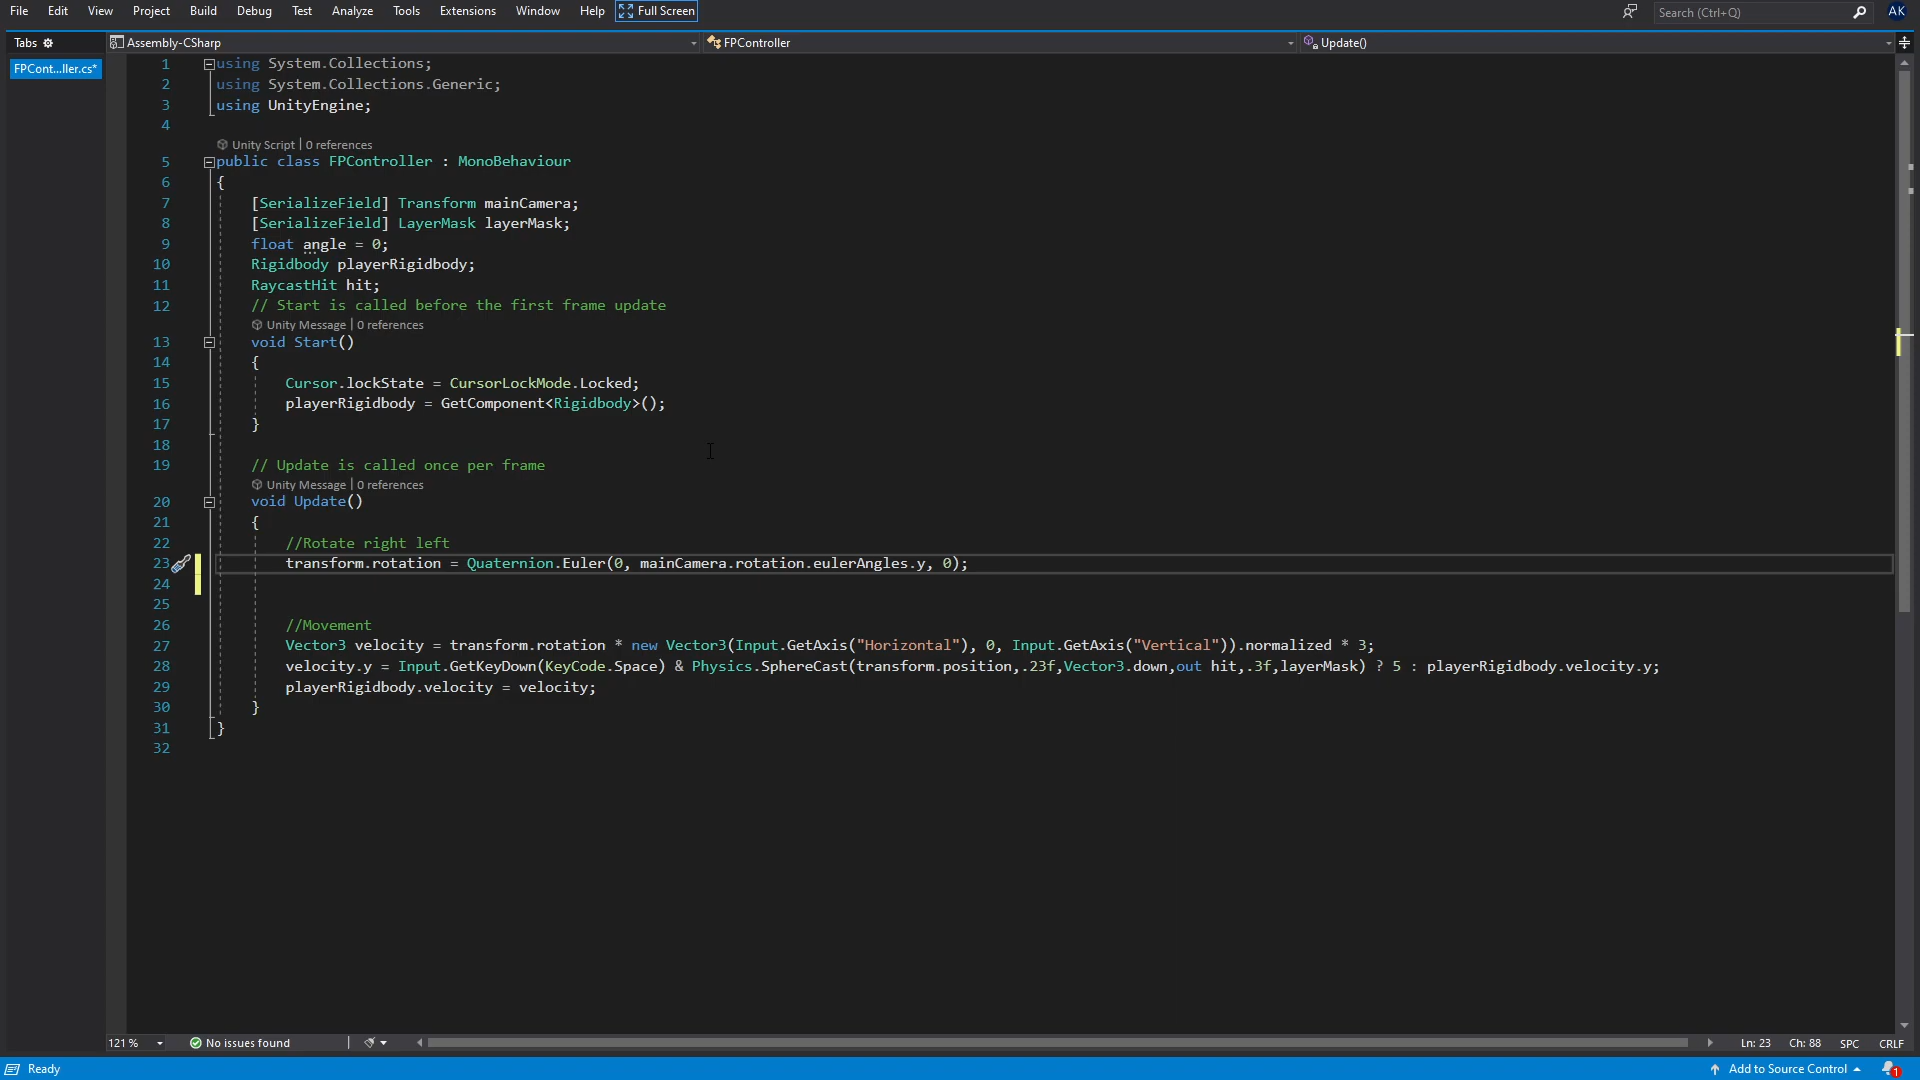 File Edit View Project Build Debug Test Analyze Tools Extensions Window Help Full Screen Search (Ctrl+Q) AK
Tabs Assembly-CSharp FPController Update()
FPCont...ller.cs*
1 using System.Collections;
2 using System.Collections.Generic;
3 using UnityEngine;
4
Unity Script | 0 references
5 public class FPController : MonoBehaviour
6 {
7 [SerializeField] Transform mainCamera;
8 [SerializeField] LayerMask layerMask;
9 float angle = 0;
10 Rigidbody playerRigidbody;
11 RaycastHit hit;
12 // Start is called before the first frame update
Unity Message | 0 references
13 void Start()
14 {
15 Cursor.lockState = CursorLockMode.Locked;
16 playerRigidbody = GetComponent<Rigidbody>();
17 }
18
19 // Update is called once per frame
Unity Message | 0 references
20 void Update()
21 {
22 //Rotate right left
23 transform.rotation = Quaternion.Euler(0, mainCamera.rotation.eulerAngles.y, 0);
24
25
26 //Movement
27 Vector3 velocity = transform.rotation * new Vector3(Input.GetAxis("Horizontal"), 0, Input.GetAxis("Vertical")).normalized * 3;
28 velocity.y = Input.GetKeyDown(KeyCode.Space) & Physics.SphereCast(transform.position,.23f,Vector3.down,out hit,.3f,layerMask) ? 5 : playerRigidbody.velocity.y;
29 playerRigidbody.velocity = velocity;
30 }
31 }
32
121 % No issues found Ln: 23 Ch: 88 SPC CRLF
Ready Add to Source Control 1